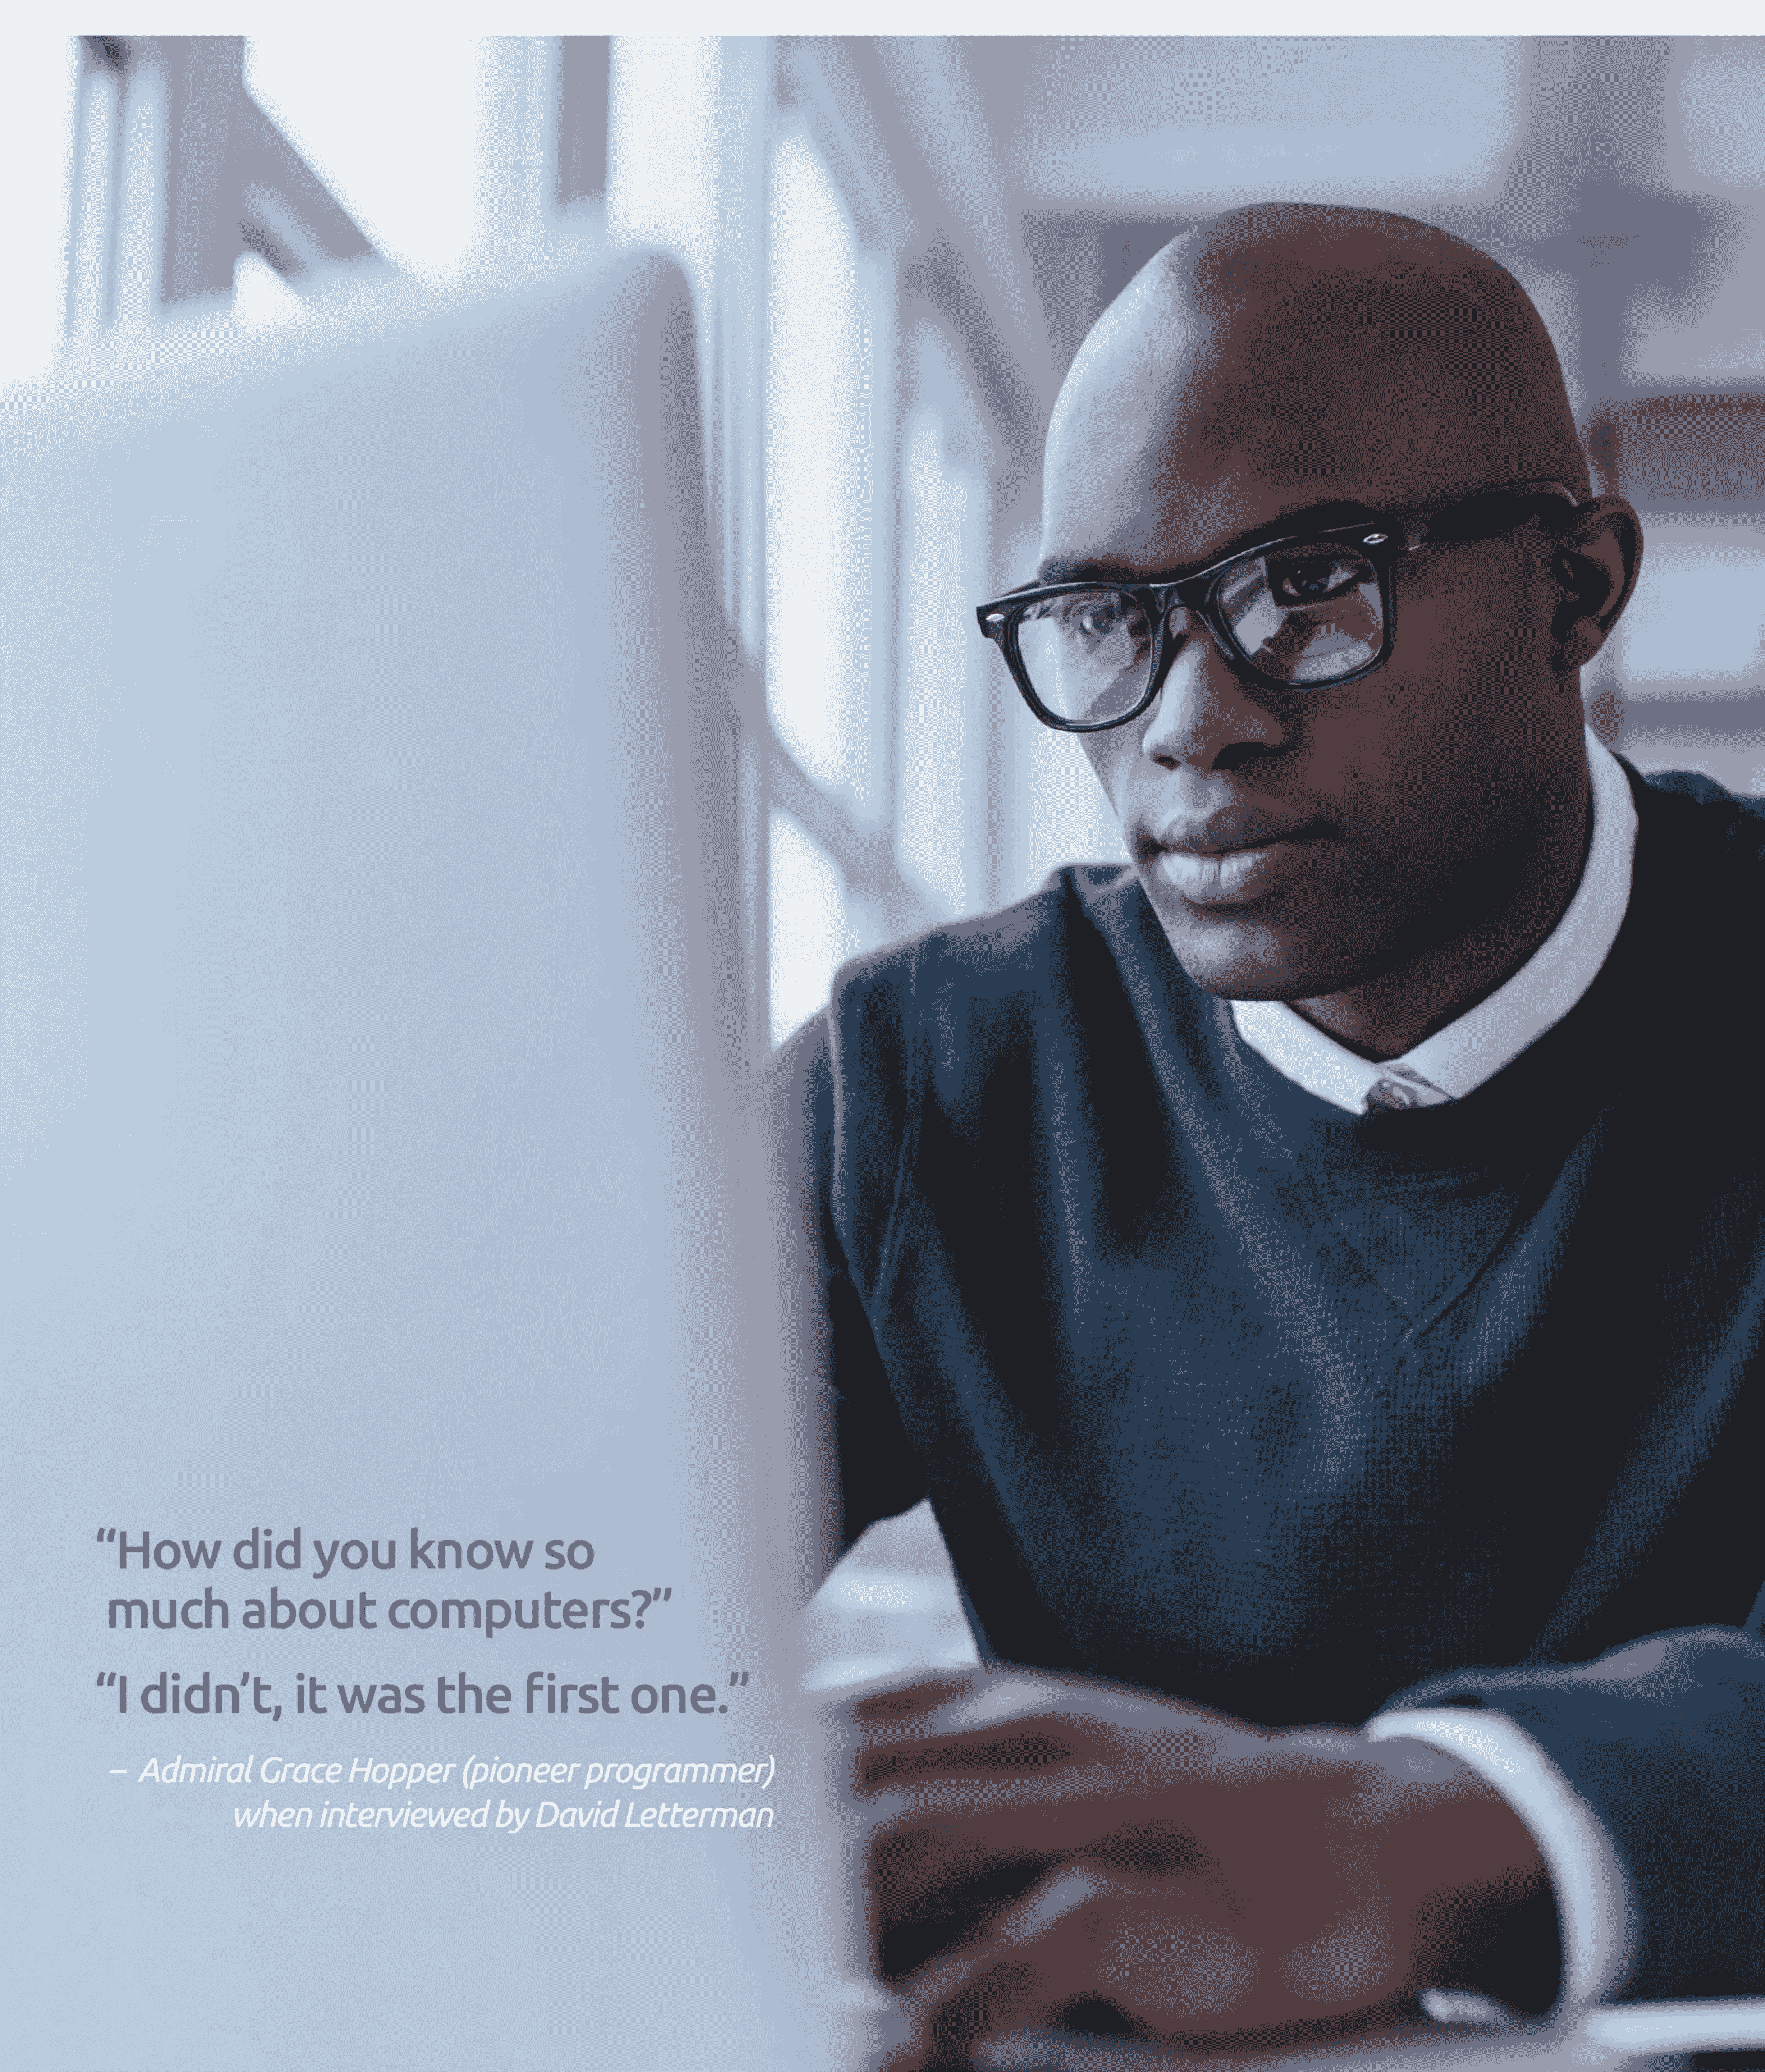 “How did you know so
much about computers?”
“I didn’t, it was the first one.”
– Admiral Grace Hopper (pioneer programmer)
when interviewed by David Letterman